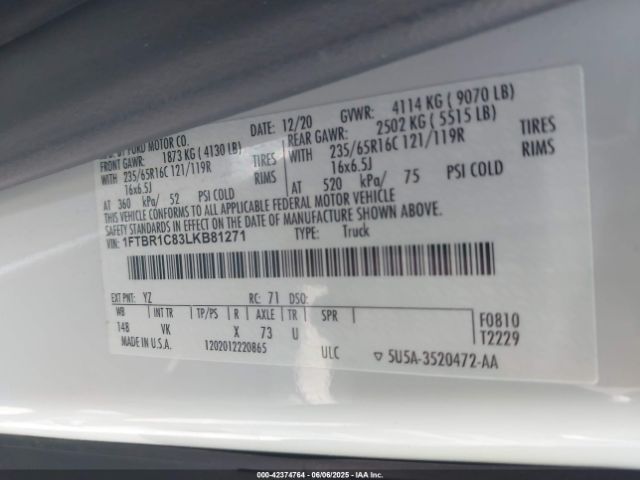 BY FORD MOTOR CO. DATE: 12/20 GVWR: 4114 KG ( 9070 LB)
FRONT GAWR: 1873 KG ( 4130 LB) REAR GAWR: 2502 KG ( 5515 LB)
WITH 235/65R16C 121/119R TIRES WITH 235/65R16C 121/119R TIRES
16x6.5J RIMS 16x6.5J RIMS
AT 360 kPa/ 52 PSI COLD AT 520 kPa/ 75 PSI COLD
THIS VEHICLE CONFORMS TO ALL APPLICABLE FEDERAL MOTOR VEHICLE
SAFETY STANDARDS IN EFFECT ON THE DATE OF MANUFACTURE SHOWN ABOVE.
VIN: 1FTBR1C83LKB81271 TYPE: Truck
EXT PNT: YZ RC: 71 DSO:
WB INT TR TP/PS R AXLE TR SPR F0810
148 VK X 73 U T2229
MADE IN U.S.A. 1202012220865 ULC ▽ 5U5A-3520472-AA
000-42374764 | 06/06/2025 | IAAI, Inc.